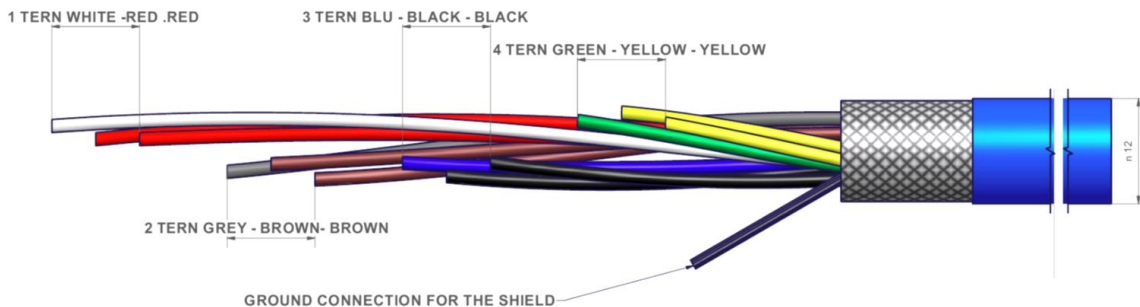 1 TERN WHITE -RED .RED
3 TERN BLU - BLACK - BLACK
4 TERN GREEN - YELLOW - YELLOW
n 12
2 TERN GREY - BROWN- BROWN
GROUND CONNECTION FOR THE SHIELD